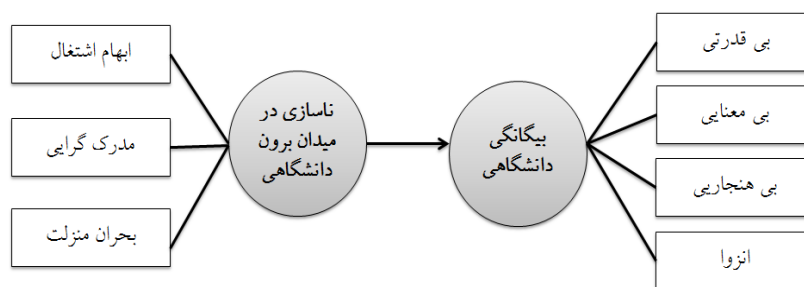 ابهام اشتغال
مدرک گرایی
بحران منزلت
ناسازی در
میدان برون
دانشگاهی
بیگانگی
دانشگاهی
بی قدرتی
بی معنایی
بی هنجاریی
انزوا